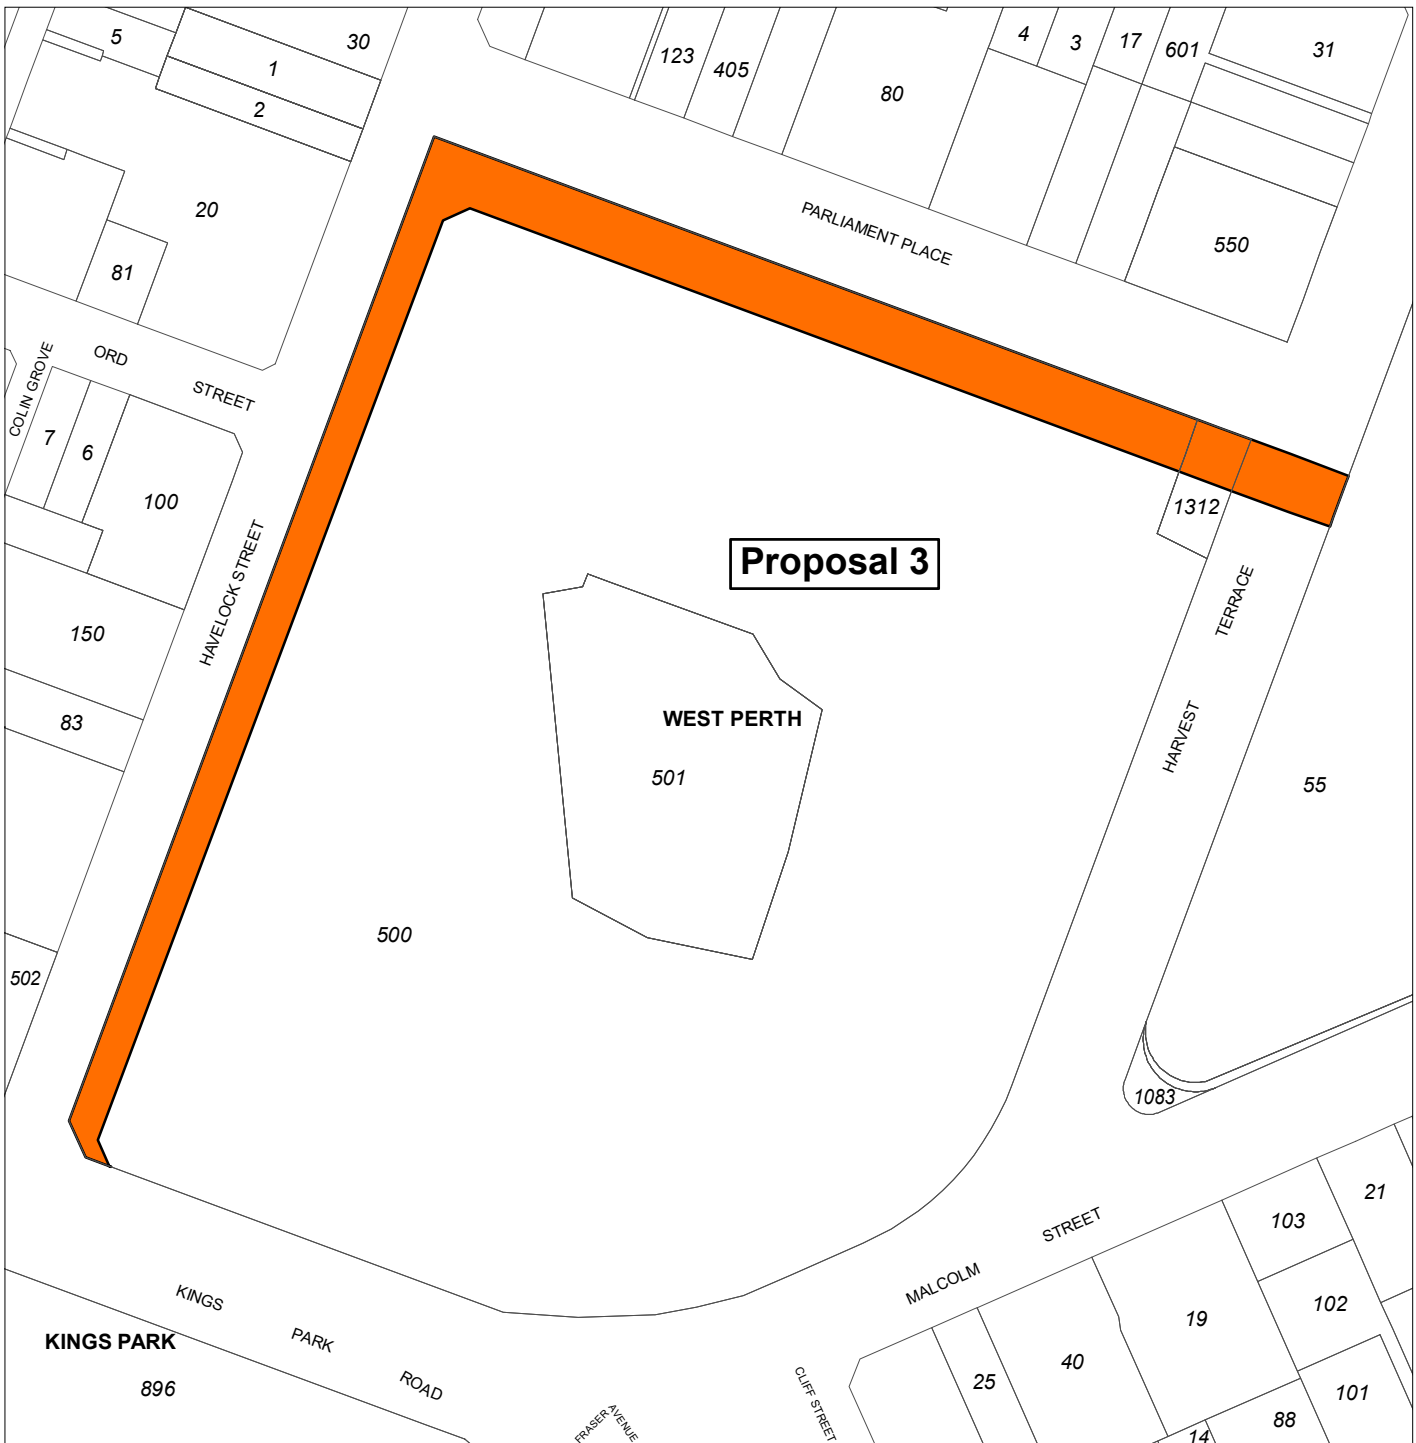 5
30
1
2
123
405
80
4
3
17
601
31
20
81
PARLIAMENT PLACE
550
COLIN GROVE
ORD
STREET
7
6
100
1312
HAVELOCK STREET
Proposal 3
TERRACE
150
83
WEST PERTH
501
HARVEST
55
500
502
1083
21
103
STREET
MALCOLM
102
19
KINGS
PARK
ROAD
KINGS PARK
896
40
25
101
CLIFF STREET
FRASER
AVENUE
88
14